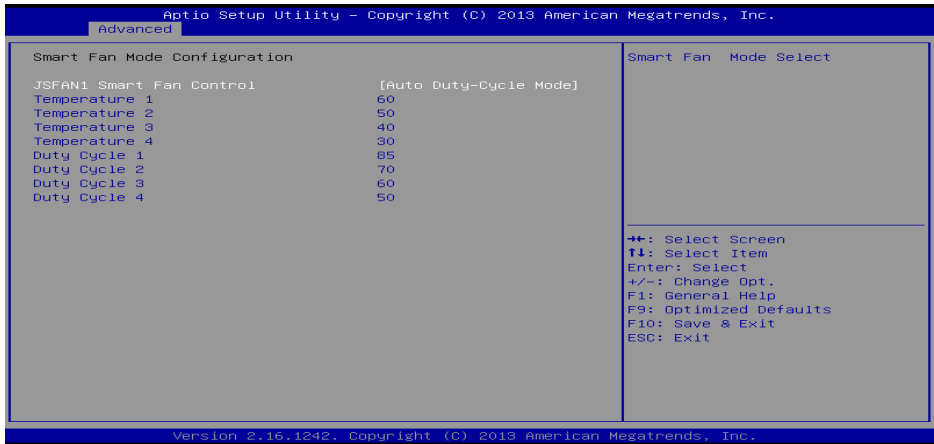 Aptio Setup Utility – Copyright (C) 2013 American Megatrends, Inc.
Advanced
Smart Fan Mode Configuration
JSFAN1 Smart Fan Control [Auto Duty-Cycle Mode]
Temperature 1 60
Temperature 2 50
Temperature 3 40
Temperature 4 30
Duty Cycle 1 85
Duty Cycle 2 70
Duty Cycle 3 60
Duty Cycle 4 50
Smart Fan Mode Select
→←: Select Screen
↑↓: Select Item
Enter: Select
+/-: Change Opt.
F1: General Help
F9: Optimized Defaults
F10: Save & Exit
ESC: Exit
Version 2.16.1242. Copyright (C) 2013 American Megatrends, Inc.